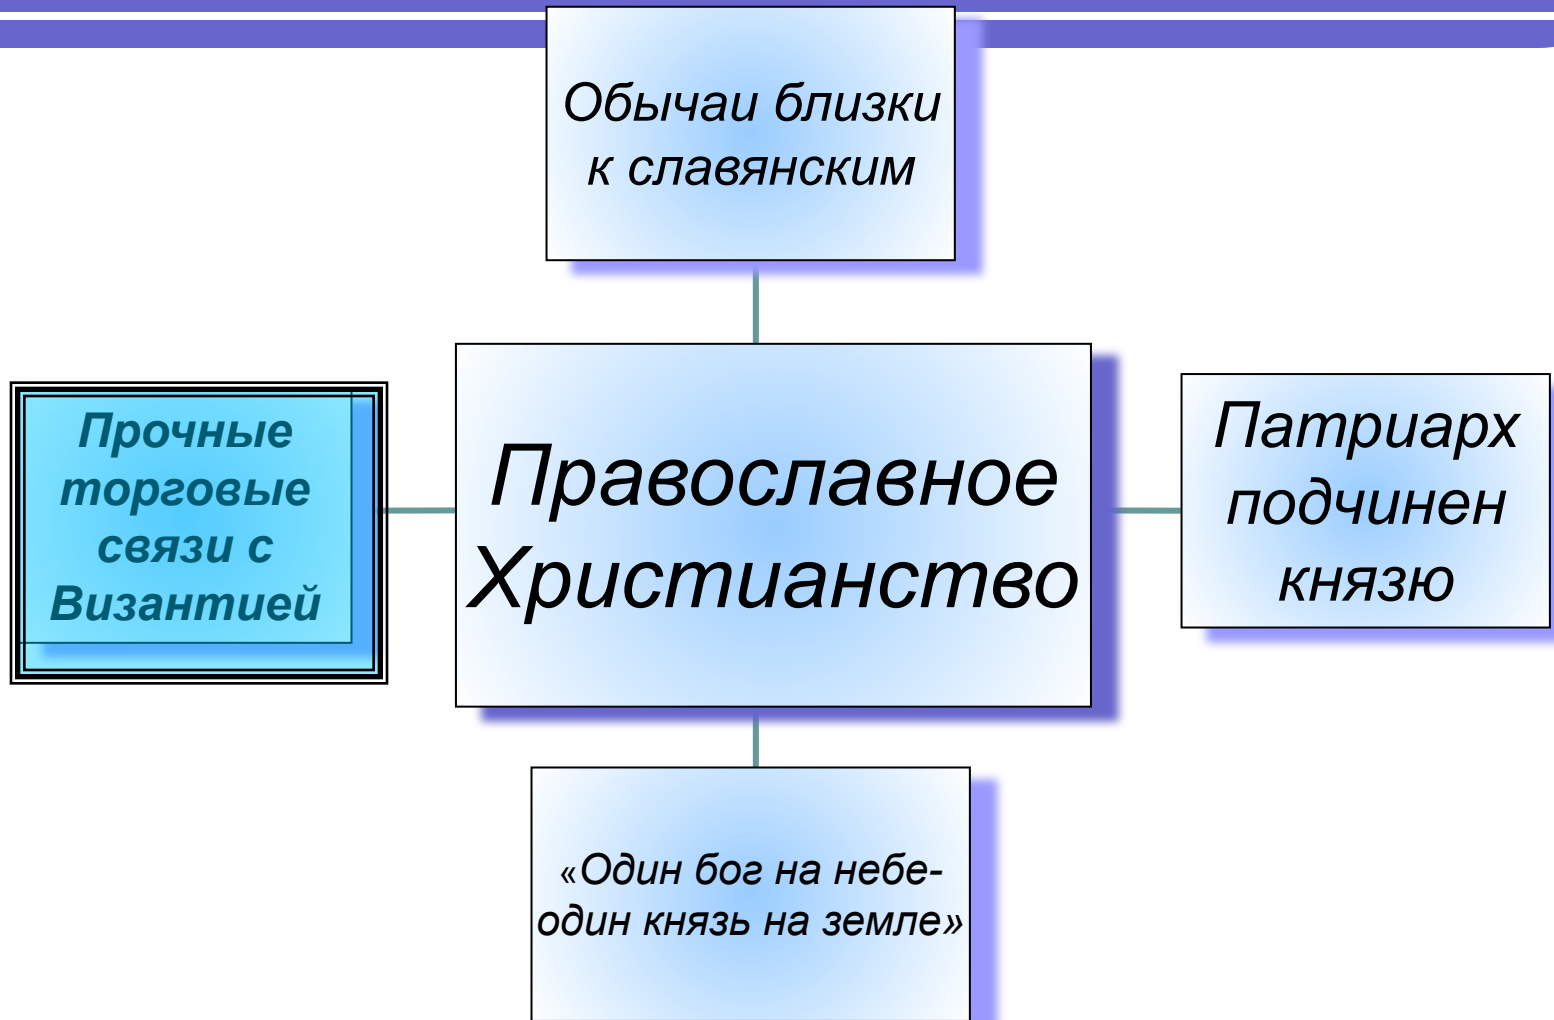 Обычаи близки
к славянским
Прочные
торговые
связи с
Византией
Православное
Христианство
Патриарх
подчинен
князю
«Один бог на небе-
один князь на земле»